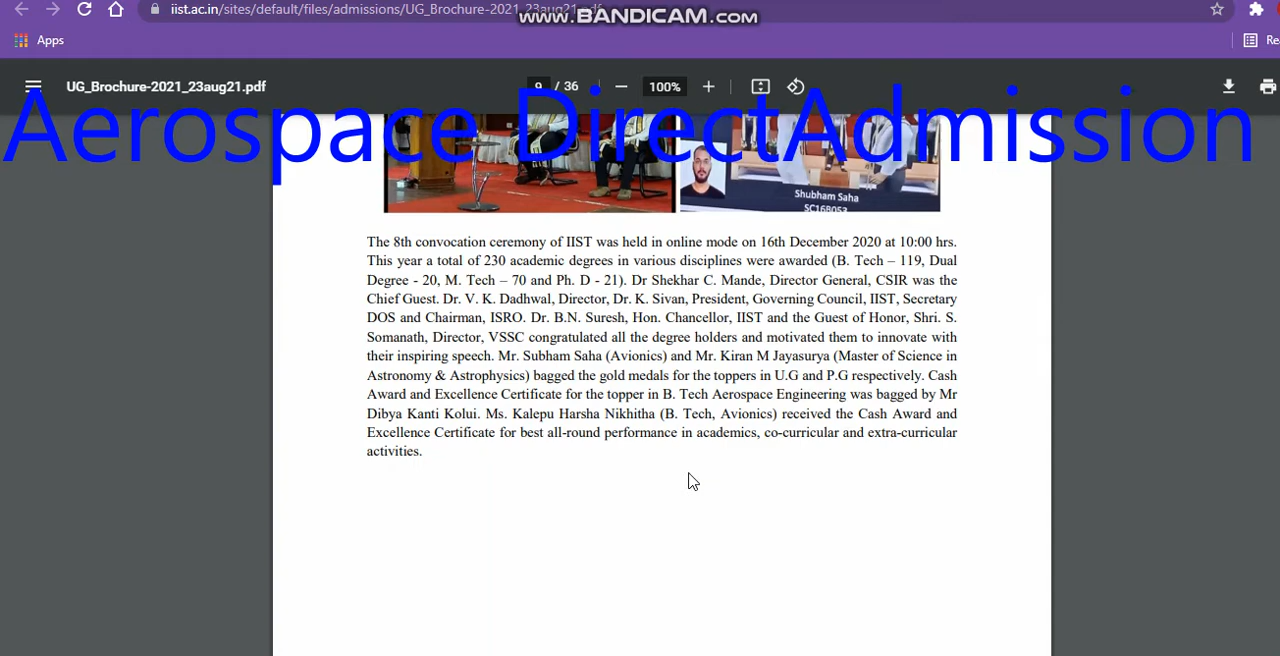 iist.ac.in/sites/default/files/admissions/UG_Brochure-2021_23aug21.pdf
www.BANDICAM.com
Apps
Re
UG_Brochure-2021_23aug21.pdf
9 / 36
100%
Aerospace DirectAdmission
Shubham Saha
SC16B053
The 8th convocation ceremony of IIST was held in online mode on 16th December 2020 at 10:00 hrs.
This year a total of 230 academic degrees in various disciplines were awarded (B. Tech – 119, Dual
Degree - 20, M. Tech – 70 and Ph. D - 21). Dr Shekhar C. Mande, Director General, CSIR was the
Chief Guest. Dr. V. K. Dadhwal, Director, Dr. K. Sivan, President, Governing Council, IIST, Secretary
DOS and Chairman, ISRO. Dr. B.N. Suresh, Hon. Chancellor, IIST and the Guest of Honor, Shri. S.
Somanath, Director, VSSC congratulated all the degree holders and motivated them to innovate with
their inspiring speech. Mr. Subham Saha (Avionics) and Mr. Kiran M Jayasurya (Master of Science in
Astronomy & Astrophysics) bagged the gold medals for the toppers in U.G and P.G respectively. Cash
Award and Excellence Certificate for the topper in B. Tech Aerospace Engineering was bagged by Mr
Dibya Kanti Kolui. Ms. Kalepu Harsha Nikhitha (B. Tech, Avionics) received the Cash Award and
Excellence Certificate for best all-round performance in academics, co-curricular and extra-curricular
activities.